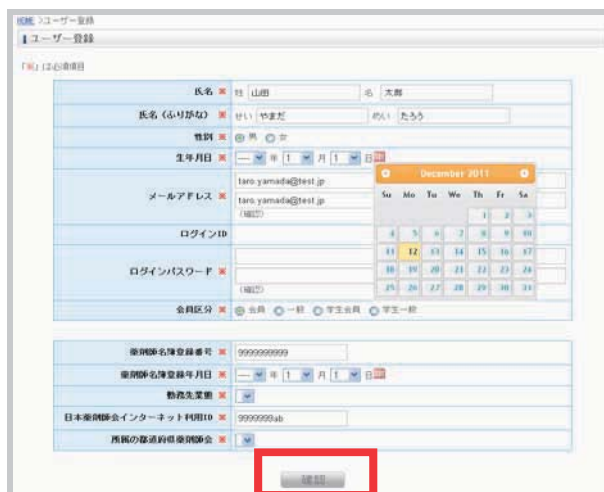 HOME >ユーザー登録
ユーザー登録
「※」は必須項目
氏名 ※ 姓 山田 名 太郎
氏名（ふりがな） ※ せい やまだ めい たろう
性別 ※ 男 女
生年月日 ※ --- 年 1 月 1 日
メールアドレス ※ taro.yamada@test.jp
taro.yamada@test.jp
（確認）
December 2011
Su Mo Tu We Th Fr Sa
1 2 3
4 5 6 7 8 9 10
11 12 13 14 15 16 17
18 19 20 21 22 23 24
25 26 27 28 29 30 31
ログインID
ログインパスワード ※
（確認）
会員区分 ※ 会員 一般 学生会員 学生一般
薬剤師名簿登録番号 ※ 9999999999
薬剤師名簿登録年月日 ※ --- 年 1 月 1 日
勤務先業態 ※
日本薬剤師会インターネット利用ID ※ 9999999ab
所属の都道府県薬剤師会 ※
確認